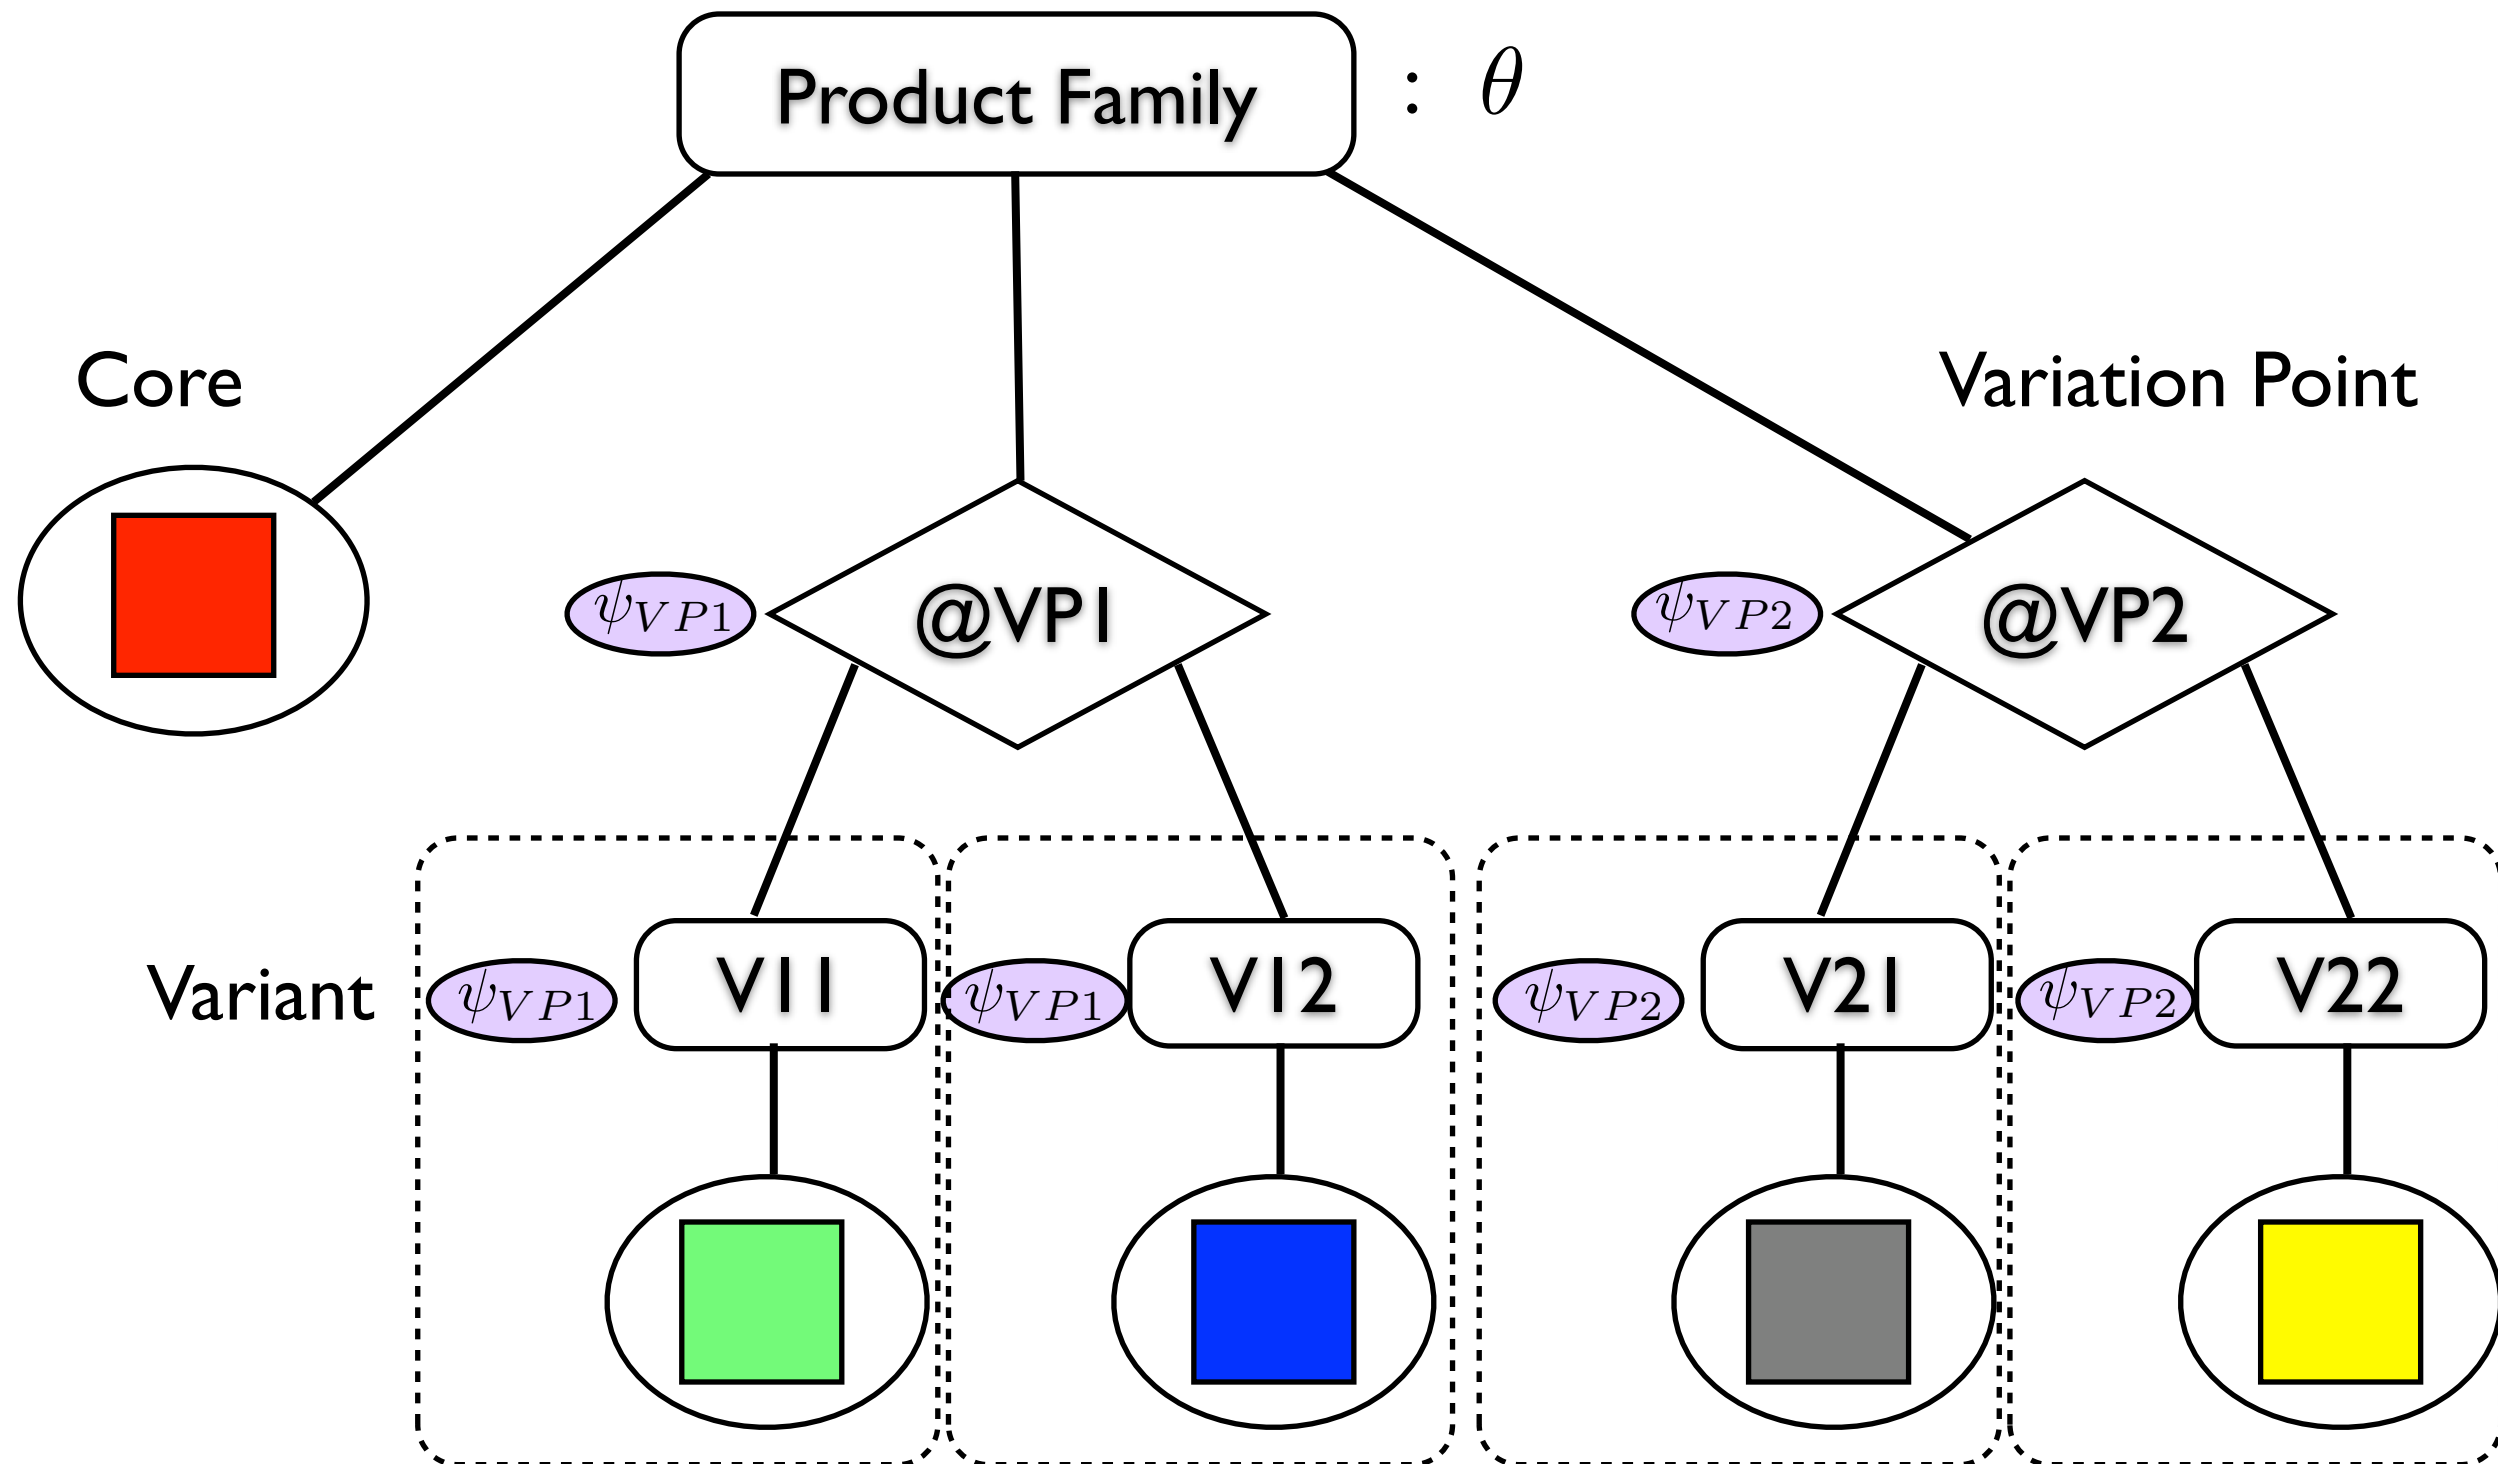 Product Family : θ
Core
Variation Point
ψVP1
@VP1
ψVP2
@VP2
Variant
ψVP1
V11
ψVP1
V12
ψVP2
V21
ψVP2
V22